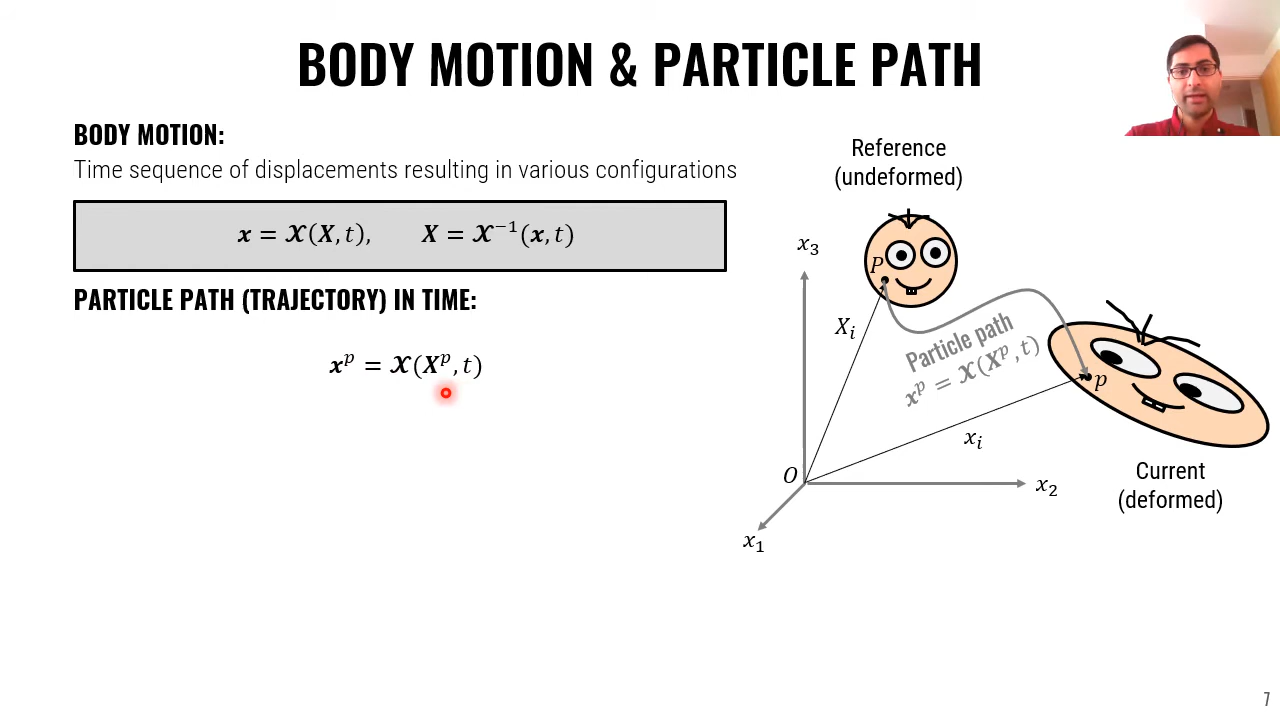 BODY MOTION & PARTICLE PATH
BODY MOTION:
Time sequence of displacements resulting in various configurations
𝒙 = 𝓧(𝑿, 𝑡), 𝑿 = 𝓧⁻¹(𝒙, 𝑡)
PARTICLE PATH (TRAJECTORY) IN TIME:
𝒙ᵖ = 𝓧(𝑿ᵖ, 𝑡)
Reference
(undeformed)
x₃
P
Xᵢ
Particle path
𝒙ᵖ = 𝓧(𝑿ᵖ, 𝑡)
p
xᵢ
O
x₂
x₁
Current
(deformed)
7